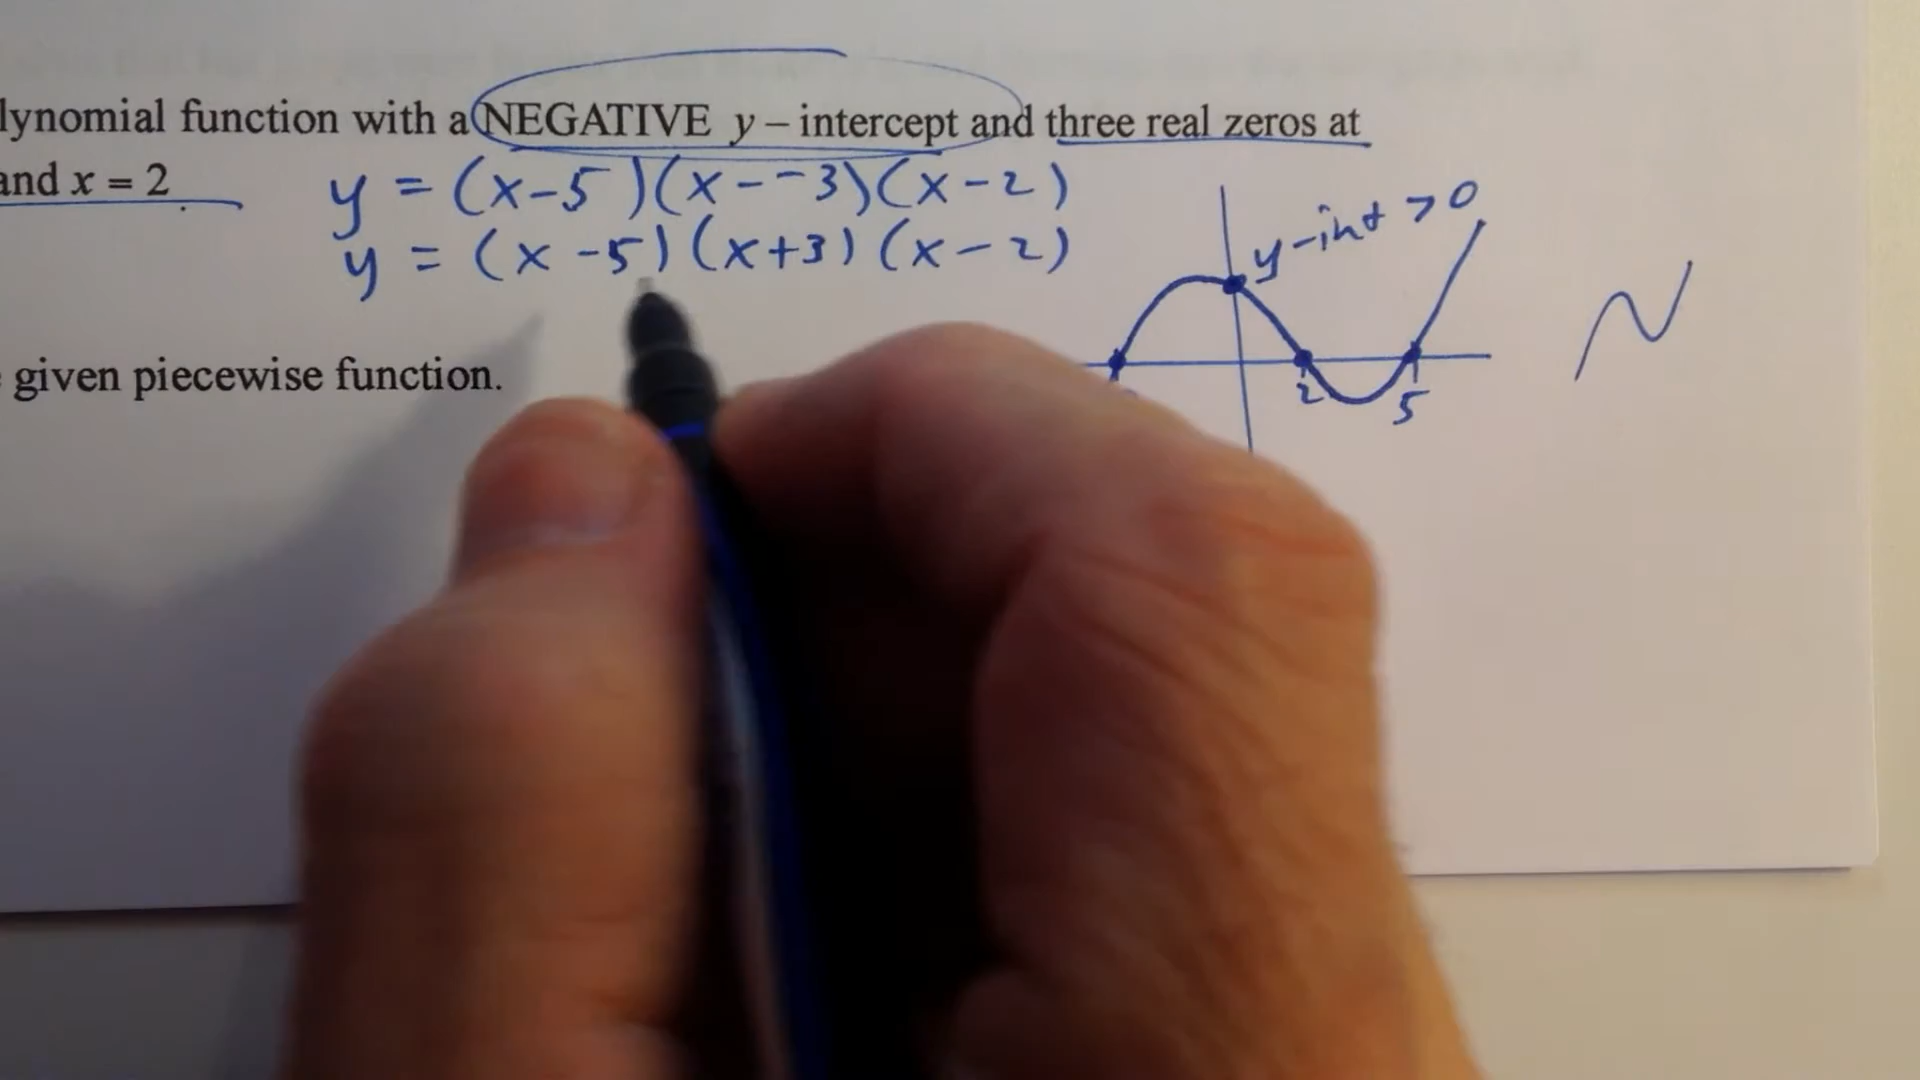 lynomial function with a NEGATIVE y – intercept and three real zeros at
and x = 2
y = (x-5)(x--3)(x-2)
y = (x-5)(x+3)(x-2)
y-int > 0
2
5
given piecewise function.